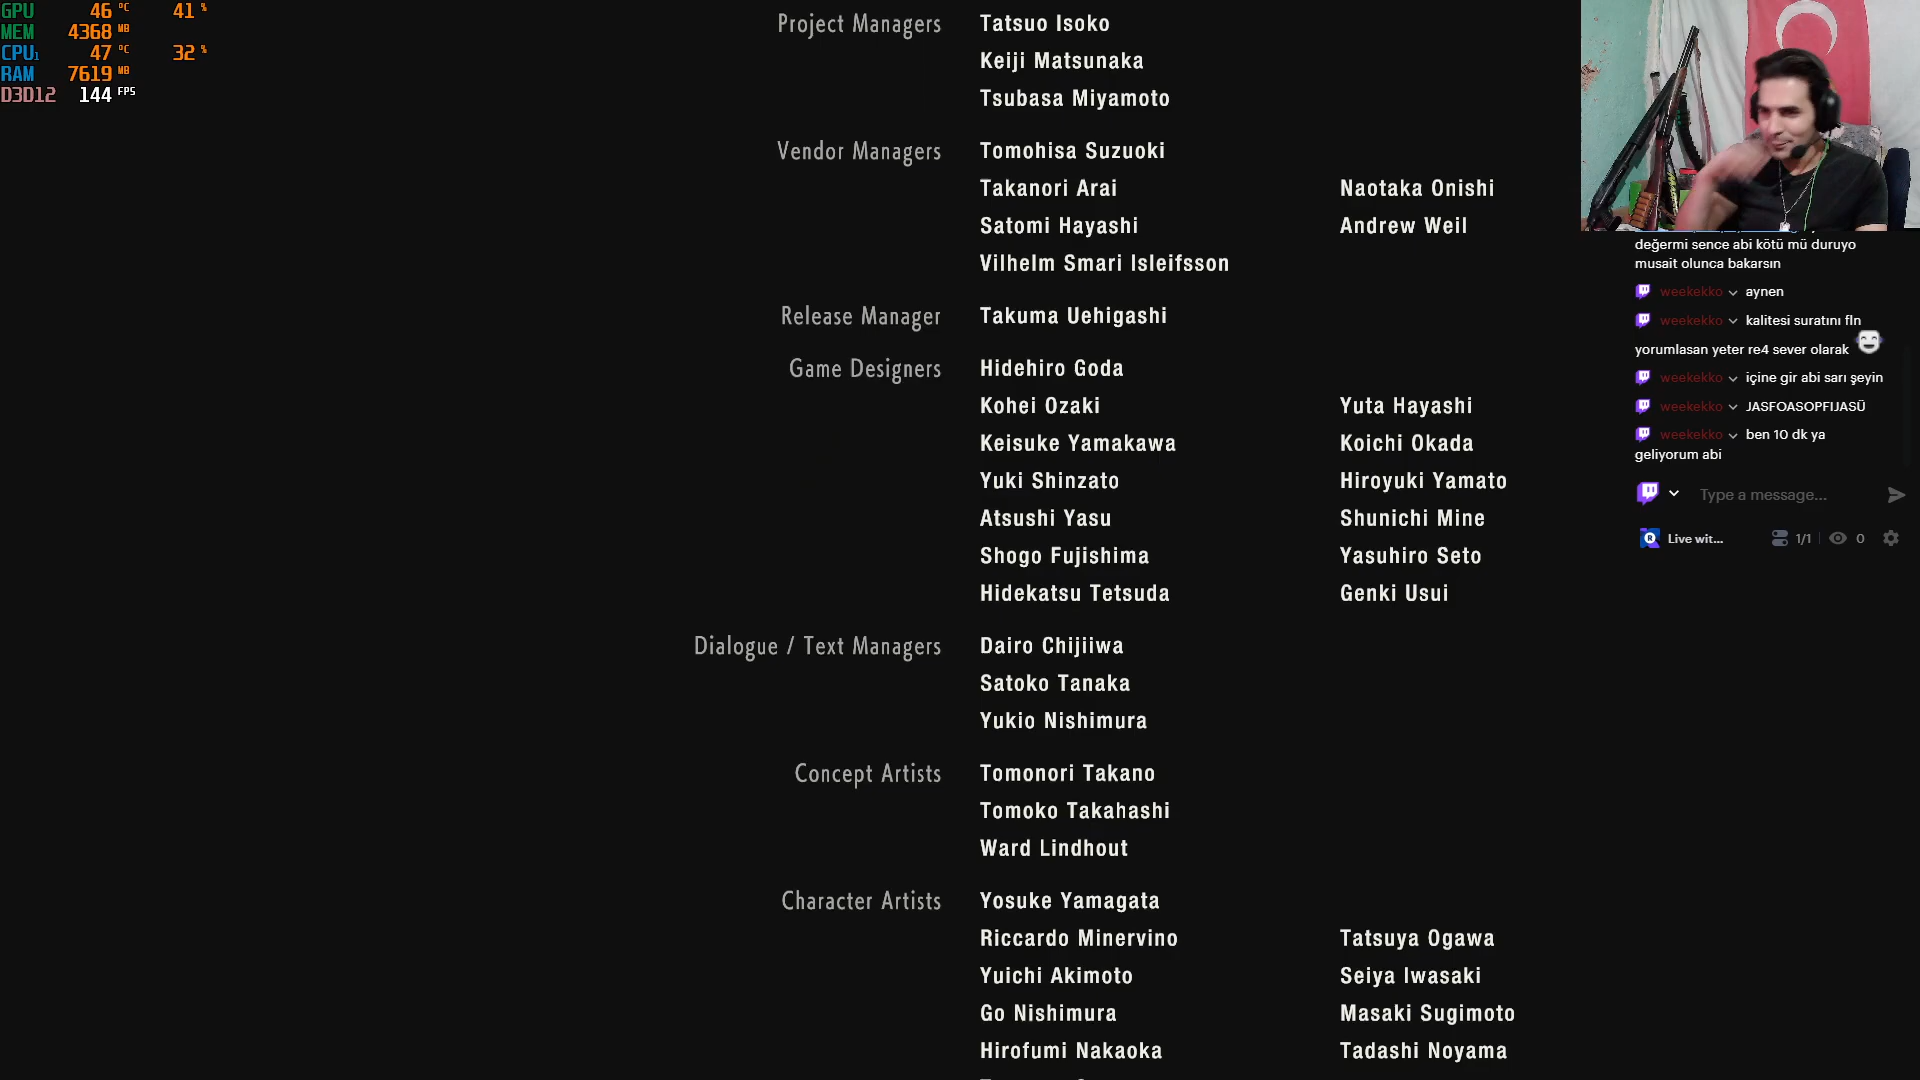 GPU 46 °C 41 %
MEM 4368 MB
CPU1 47 °C 32 %
RAM 7619 MB
D3D12 144 FPS
Project Managers Tatsuo Isoko
Keiji Matsunaka
Tsubasa Miyamoto
Vendor Managers Tomohisa Suzuoki
Takanori Arai Naotaka Onishi
Satomi Hayashi Andrew Weil
Vilhelm Smari Isleifsson
Release Manager Takuma Uehigashi
Game Designers Hidehiro Goda
Kohei Ozaki Yuta Hayashi
Keisuke Yamakawa Koichi Okada
Yuki Shinzato Hiroyuki Yamato
Atsushi Yasu Shunichi Mine
Shogo Fujishima Yasuhiro Seto
Hidekatsu Tetsuda Genki Usui
Dialogue / Text Managers Dairo Chijiiwa
Satoko Tanaka
Yukio Nishimura
Concept Artists Tomonori Takano
Tomoko Takahashi
Ward Lindhout
Character Artists Yosuke Yamagata
Riccardo Minervino Tatsuya Ogawa
Yuichi Akimoto Seiya Iwasaki
Go Nishimura Masaki Sugimoto
Hirofumi Nakaoka Tadashi Noyama
değermi sence abi kötü mü duruyo
musait olunca bakarsın
weekekko aynen
weekekko kalitesi suratını fln
yorumlasan yeter re4 sever olarak
weekekko içine gir abi sarı şeyin
weekekko JASFOASOPFIJASÜ
weekekko ben 10 dk ya
geliyorum abi
Type a message...
Live wit... 1/1 0